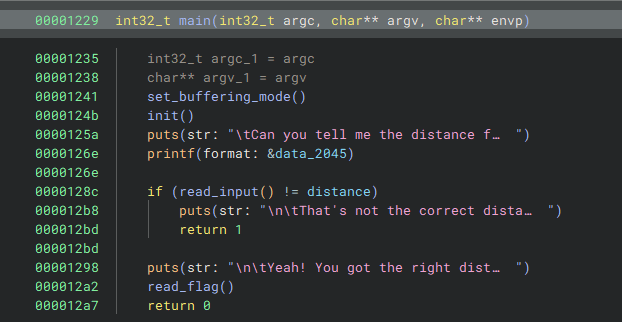 00001229 int32_t main(int32_t argc, char** argv, char** envp)
00001235 int32_t argc_1 = argc
00001238 char** argv_1 = argv
00001241 set_buffering_mode()
0000124b init()
0000125a puts(str: "\tCan you tell me the distance f… ")
0000126e printf(format: &data_2045)
0000126e
0000128c if (read_input() != distance)
000012b8 puts(str: "\n\tThat's not the correct dista… ")
000012bd return 1
000012bd
00001298 puts(str: "\n\tYeah! You got the right dist… ")
000012a2 read_flag()
000012a7 return 0